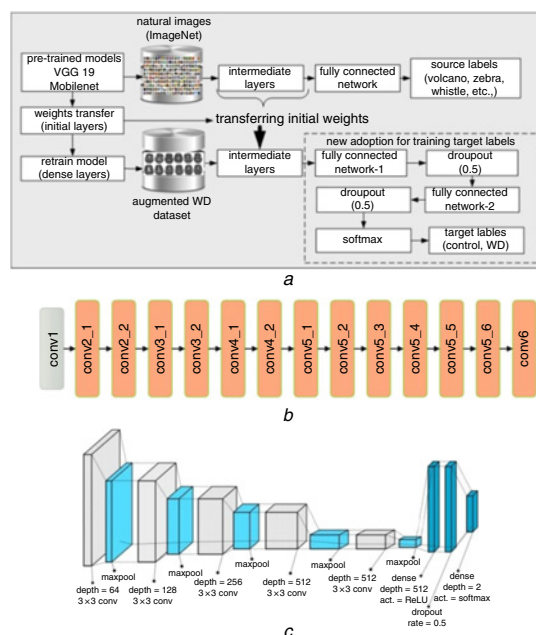 natural images
(ImageNet)
pre-trained models
VGG 19
Mobilenet
intermediate
layers
fully connected
network
source labels
(volcano, zebra,
whistle, etc.,)
weights transfer
(initial layers)
transferring initial weights
retrain model
(dense layers)
augmented WD
dataset
intermediate
layers
new adoption for training target labels
fully connected
network-1
droupout
(0.5)
droupout
(0.5)
fully connected
network-2
softmax
target lables
(control, WD)
a
conv1
conv2_1
conv2_2
conv3_1
conv3_2
conv4_1
conv4_2
conv5_1
conv5_2
conv5_3
conv5_4
conv5_5
conv5_6
conv6
b
depth = 64
3×3 conv
maxpool
depth = 128
3×3 conv
maxpool
depth = 256
3×3 conv
maxpool
depth = 512
3×3 conv
maxpool
depth = 512
3×3 conv
maxpool
dense
depth = 512
act. = ReLU
dropout
rate = 0.5
dense
depth = 2
act. = softmax
c